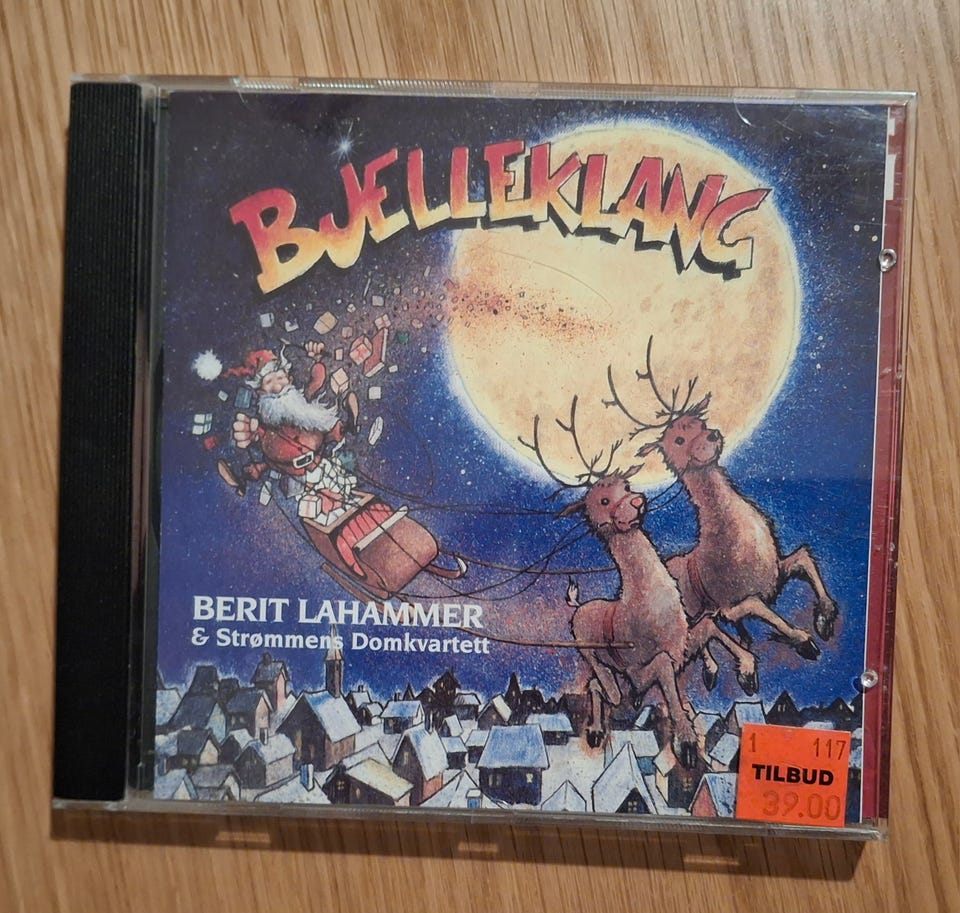 BJELLEKLANG
BERIT LAHAMMER
& Strømmens Domkvartett
1 117
TILBUD
39.00